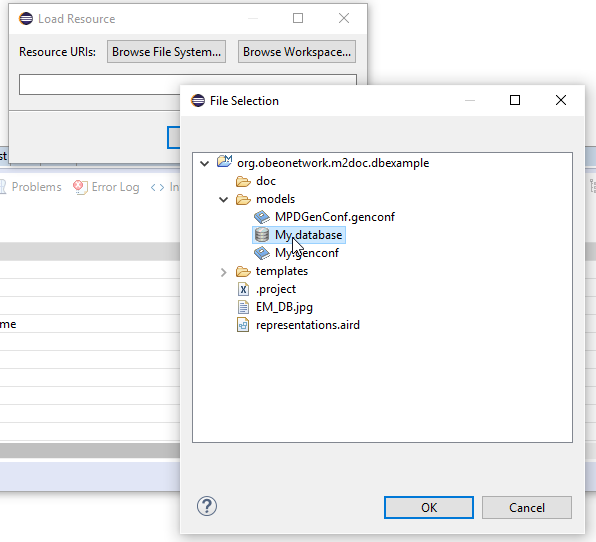 Load Resource
Resource URIs: Browse File System... Browse Workspace...
File Selection
org.obeonetwork.m2doc.dbexample
doc
models
MPDGenConf.genconf
My.database
My.genconf
templates
.project
EM_DB.jpg
representations.aird
st
Problems Error Log In
me
OK Cancel